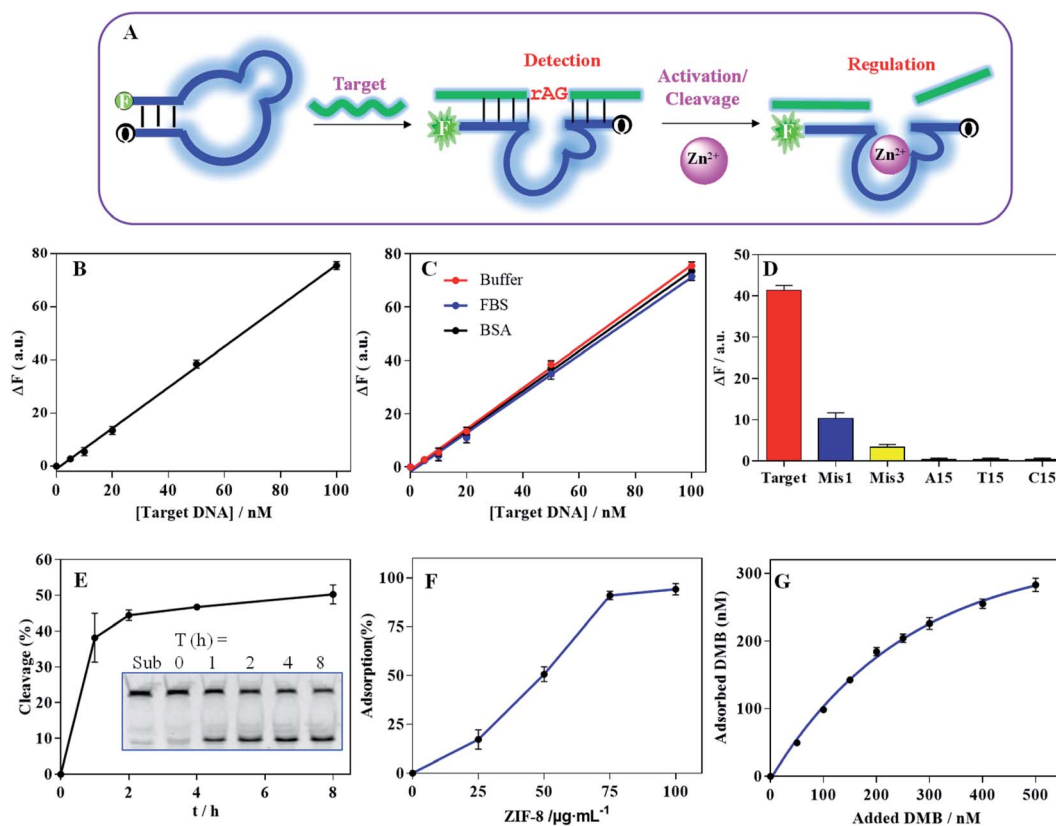 A
Target
Detection
Activation/
Cleavage
Regulation
F
Q
F
rAG
Q
Zn²⁺
F
Zn²⁺
Q
B
80
60
40
20
0
ΔF ( a.u.)
0 20 40 60 80 100
[Target DNA] / nM
C
Buffer
FBS
BSA
80
60
40
20
0
ΔF ( a.u.)
0 20 40 60 80 100
[Target DNA] / nM
D
50
40
30
20
10
0
ΔF / a.u.
Target Mis1 Mis3 A15 T15 C15
E
60
50
40
30
20
10
0
Cleavage (%)
T (h) =
Sub 0 1 2 4 8
0 2 4 6 8
t / h
F
100
75
50
25
0
Adsorption(%)
0 25 50 75 100
ZIF-8 /μg·mL⁻¹
G
300
200
100
0
Adsorbed DMB (nM)
0 100 200 300 400 500
Added DMB / nM